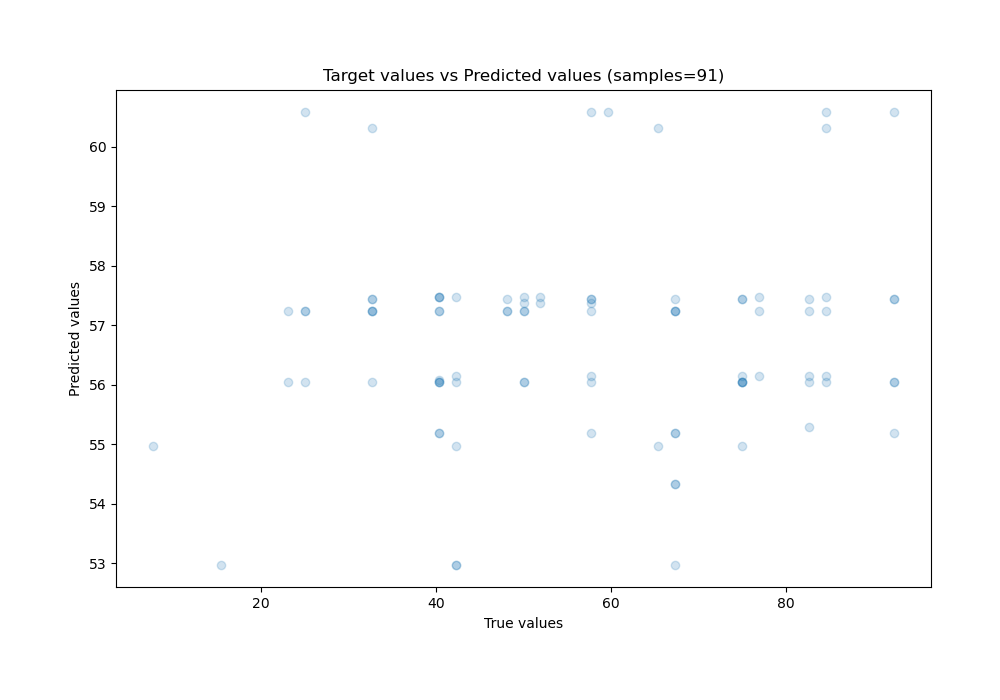 Target values vs Predicted values (samples=91)
Predicted values
60
59
58
57
56
55
54
53
20 40 60 80
True values